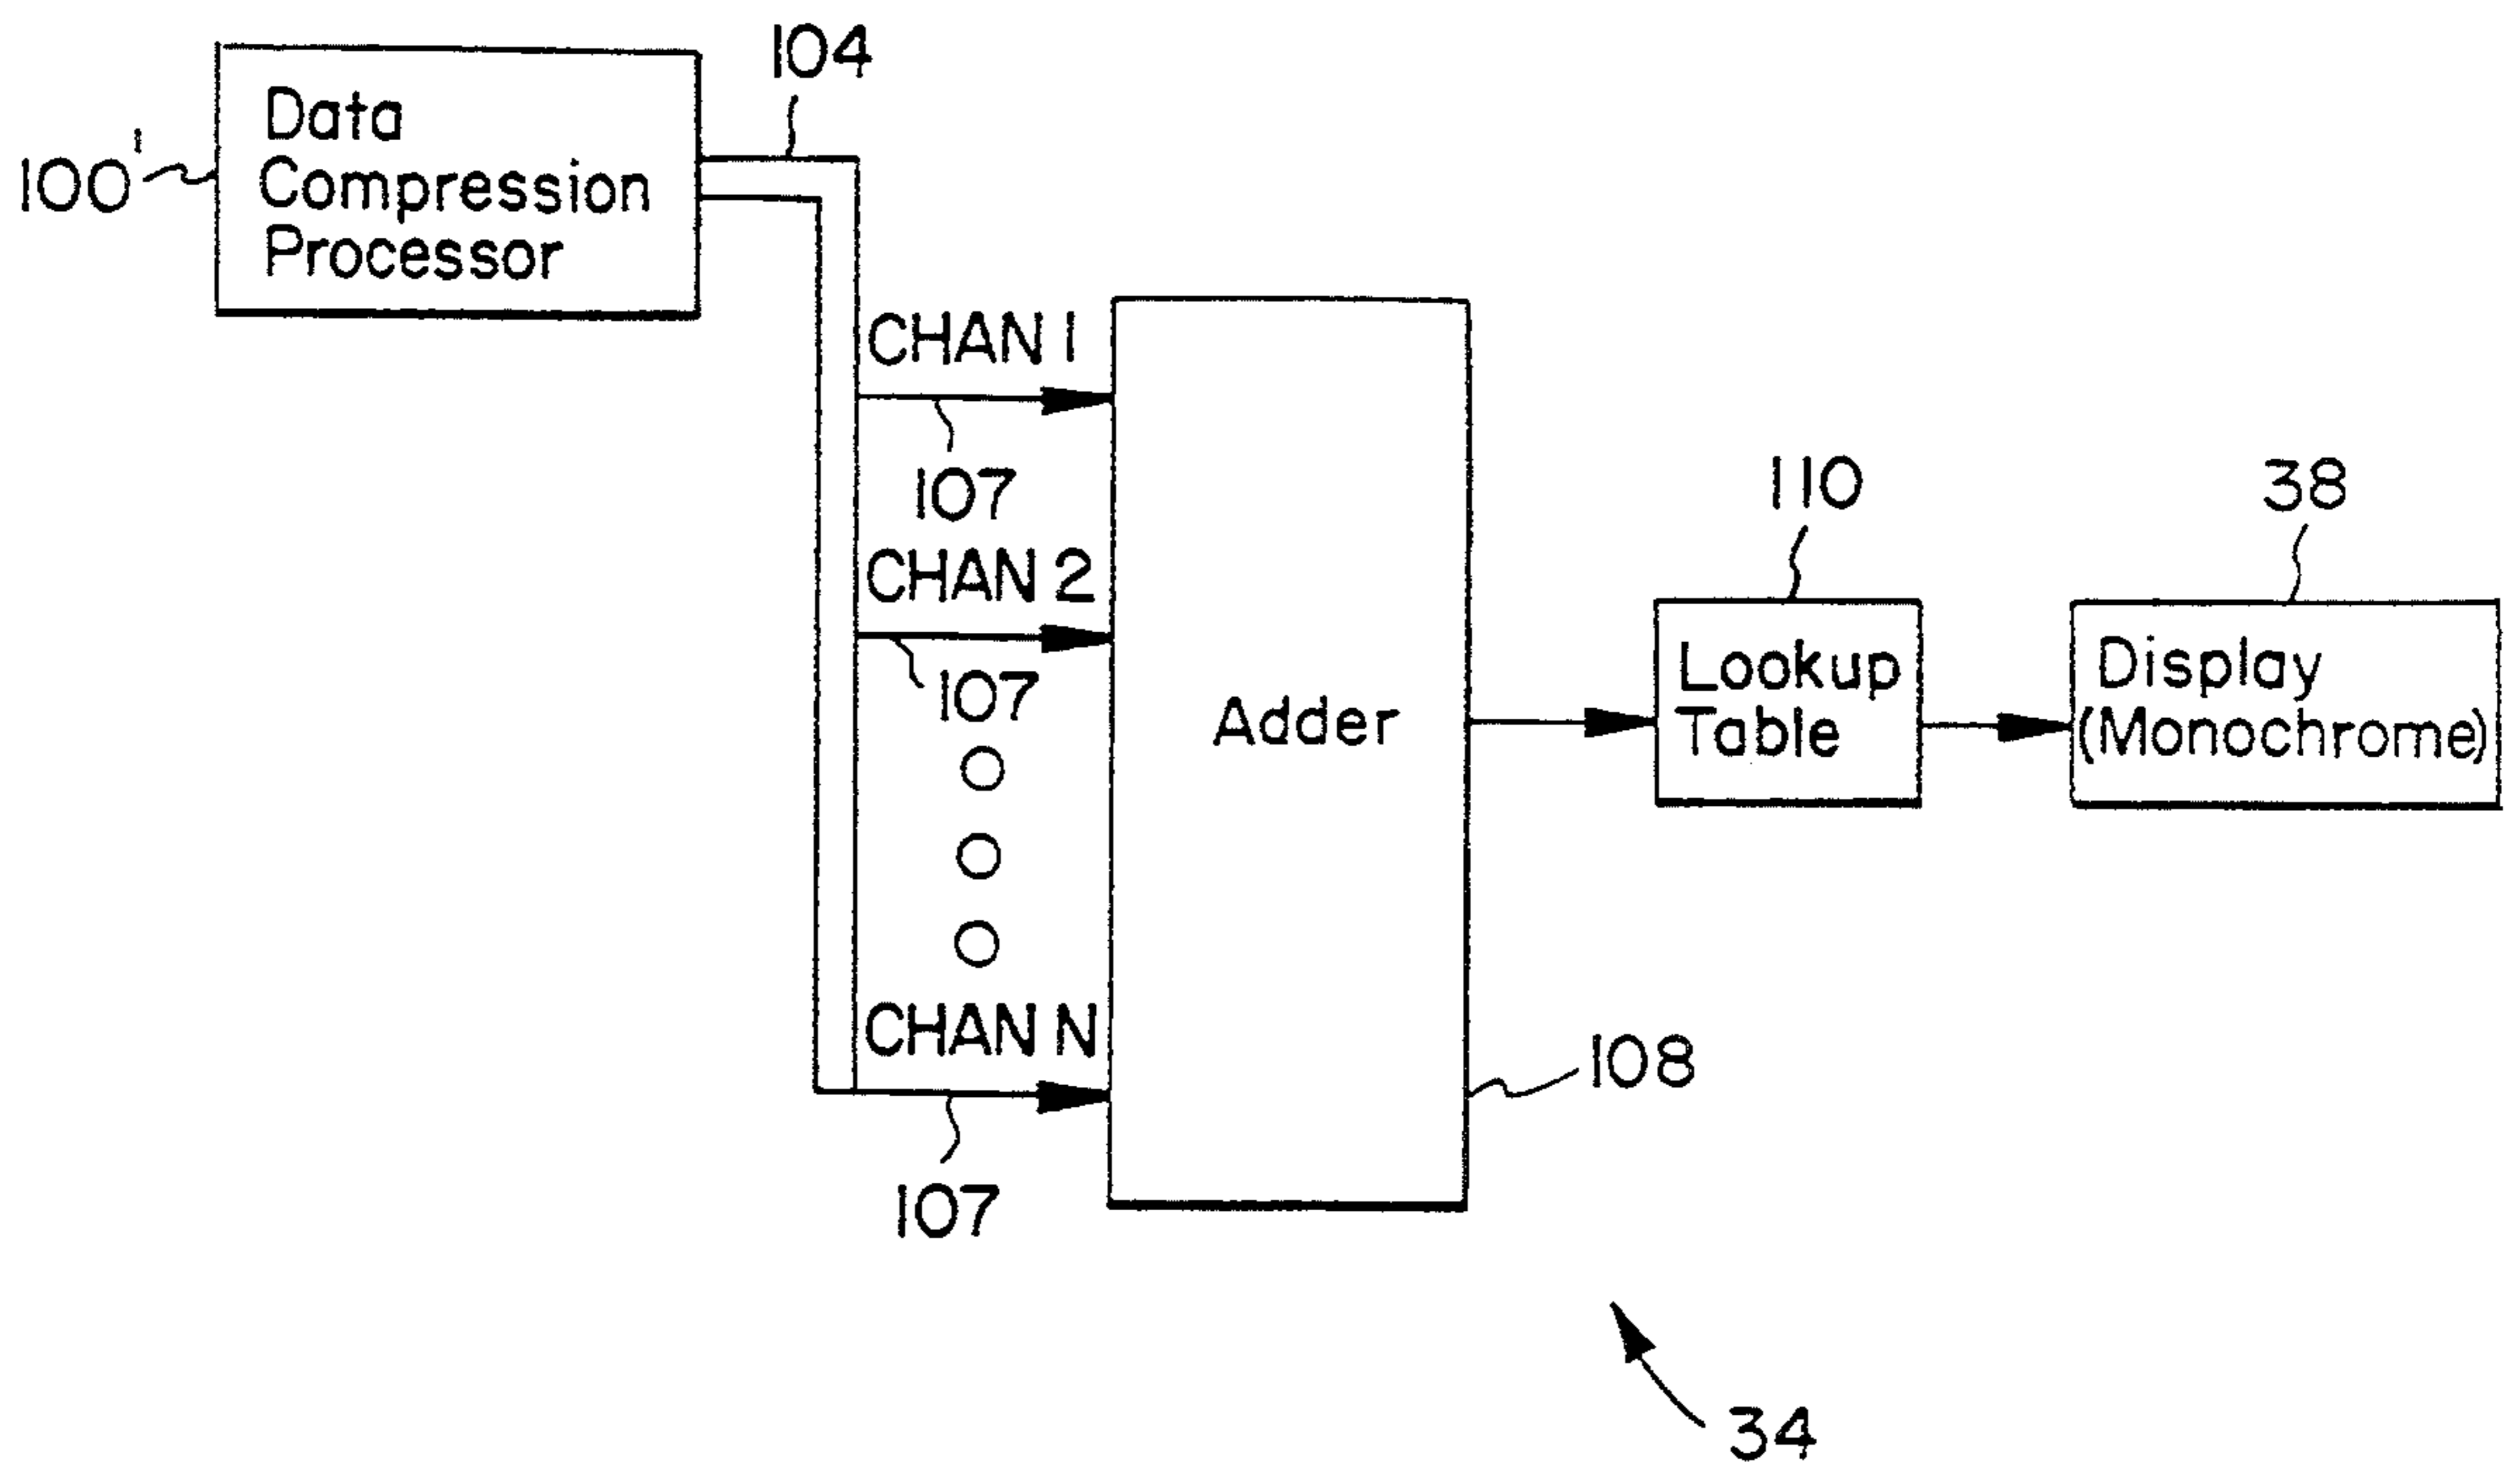 104
100'
Data
Compression
Processor
CHAN 1
107
CHAN 2
107
CHAN N
107
Adder
108
110
Lookup
Table
38
Display
(Monochrome)
34